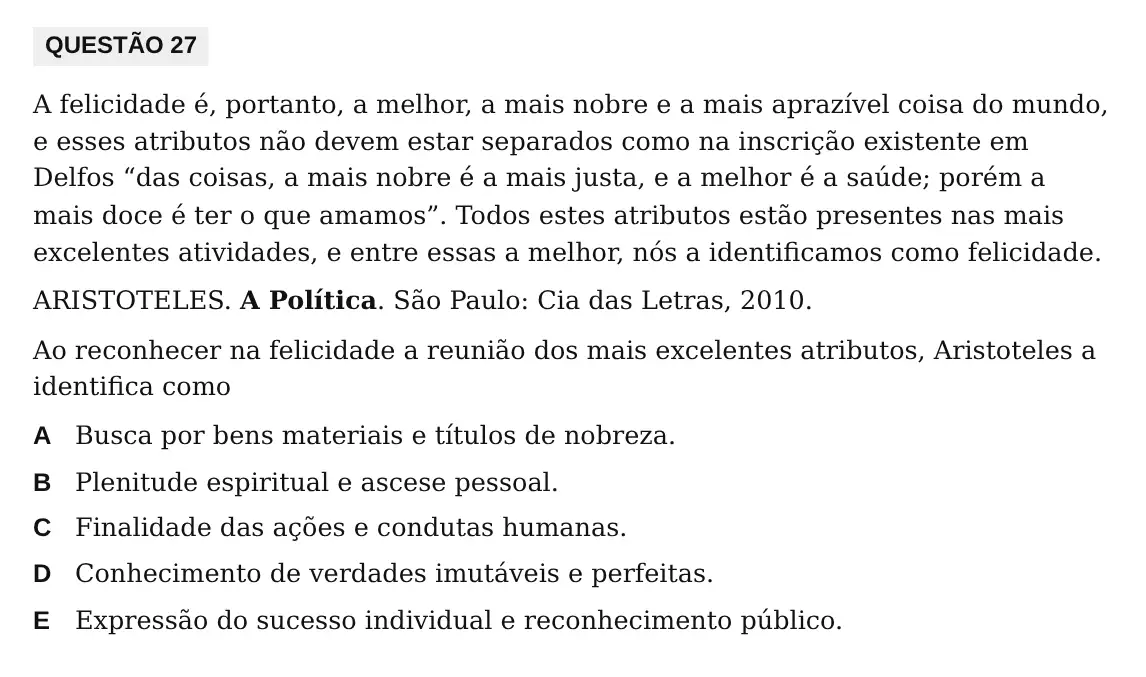 QUESTÃO 27
A felicidade é, portanto, a melhor, a mais nobre e a mais aprazível coisa do mundo,
e esses atributos não devem estar separados como na inscrição existente em
Delfos “das coisas, a mais nobre é a mais justa, e a melhor é a saúde; porém a
mais doce é ter o que amamos”. Todos estes atributos estão presentes nas mais
excelentes atividades, e entre essas a melhor, nós a identificamos como felicidade.
ARISTOTELES. A Política. São Paulo: Cia das Letras, 2010.
Ao reconhecer na felicidade a reunião dos mais excelentes atributos, Aristoteles a
identifica como
A Busca por bens materiais e títulos de nobreza.
B Plenitude espiritual e ascese pessoal.
C Finalidade das ações e condutas humanas.
D Conhecimento de verdades imutáveis e perfeitas.
E Expressão do sucesso individual e reconhecimento público.